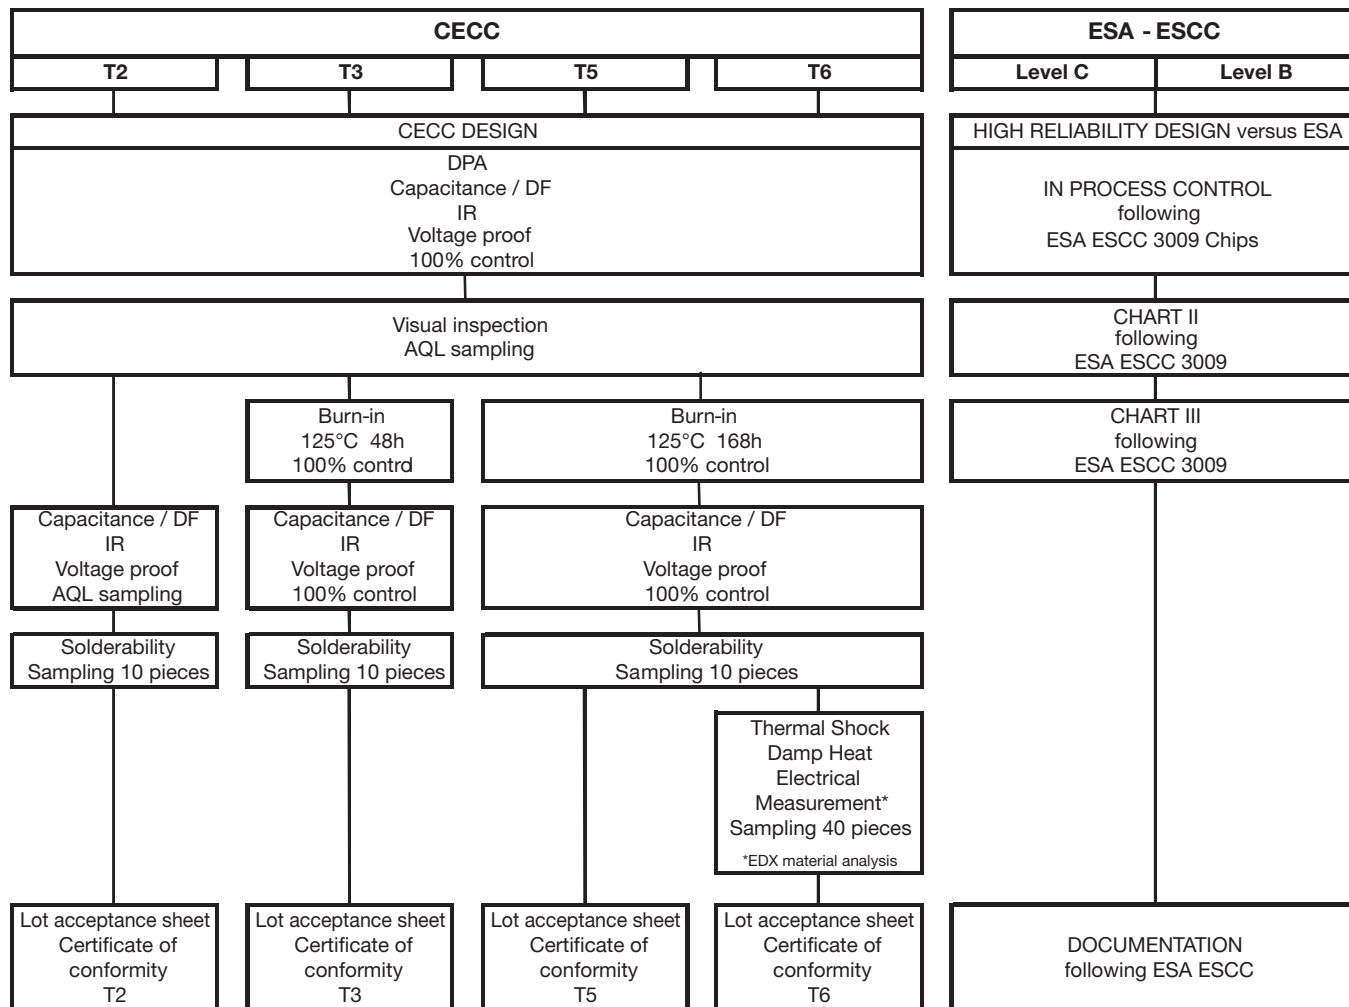 CECC
T2
T3
T5
T6
CECC DESIGN
DPA
Capacitance / DF
IR
Voltage proof
100% control
Visual inspection
AQL sampling
Burn-in
125°C 48h
100% control
Burn-in
125°C 168h
100% control
Capacitance / DF
IR
Voltage proof
AQL sampling
Capacitance / DF
IR
Voltage proof
100% control
Capacitance / DF
IR
Voltage proof
100% control
Solderability
Sampling 10 pieces
Solderability
Sampling 10 pieces
Solderability
Sampling 10 pieces
Thermal Shock
Damp Heat
Electrical
Measurement*
Sampling 40 pieces
*EDX material analysis
Lot acceptance sheet
Certificate of
conformity
T2
Lot acceptance sheet
Certificate of
conformity
T3
Lot acceptance sheet
Certificate of
conformity
T5
Lot acceptance sheet
Certificate of
conformity
T6
ESA - ESCC
Level C
Level B
HIGH RELIABILITY DESIGN versus ESA
IN PROCESS CONTROL
following
ESA ESCC 3009 Chips
CHART II
following
ESA ESCC 3009
CHART III
following
ESA ESCC 3009
DOCUMENTATION
following ESA ESCC